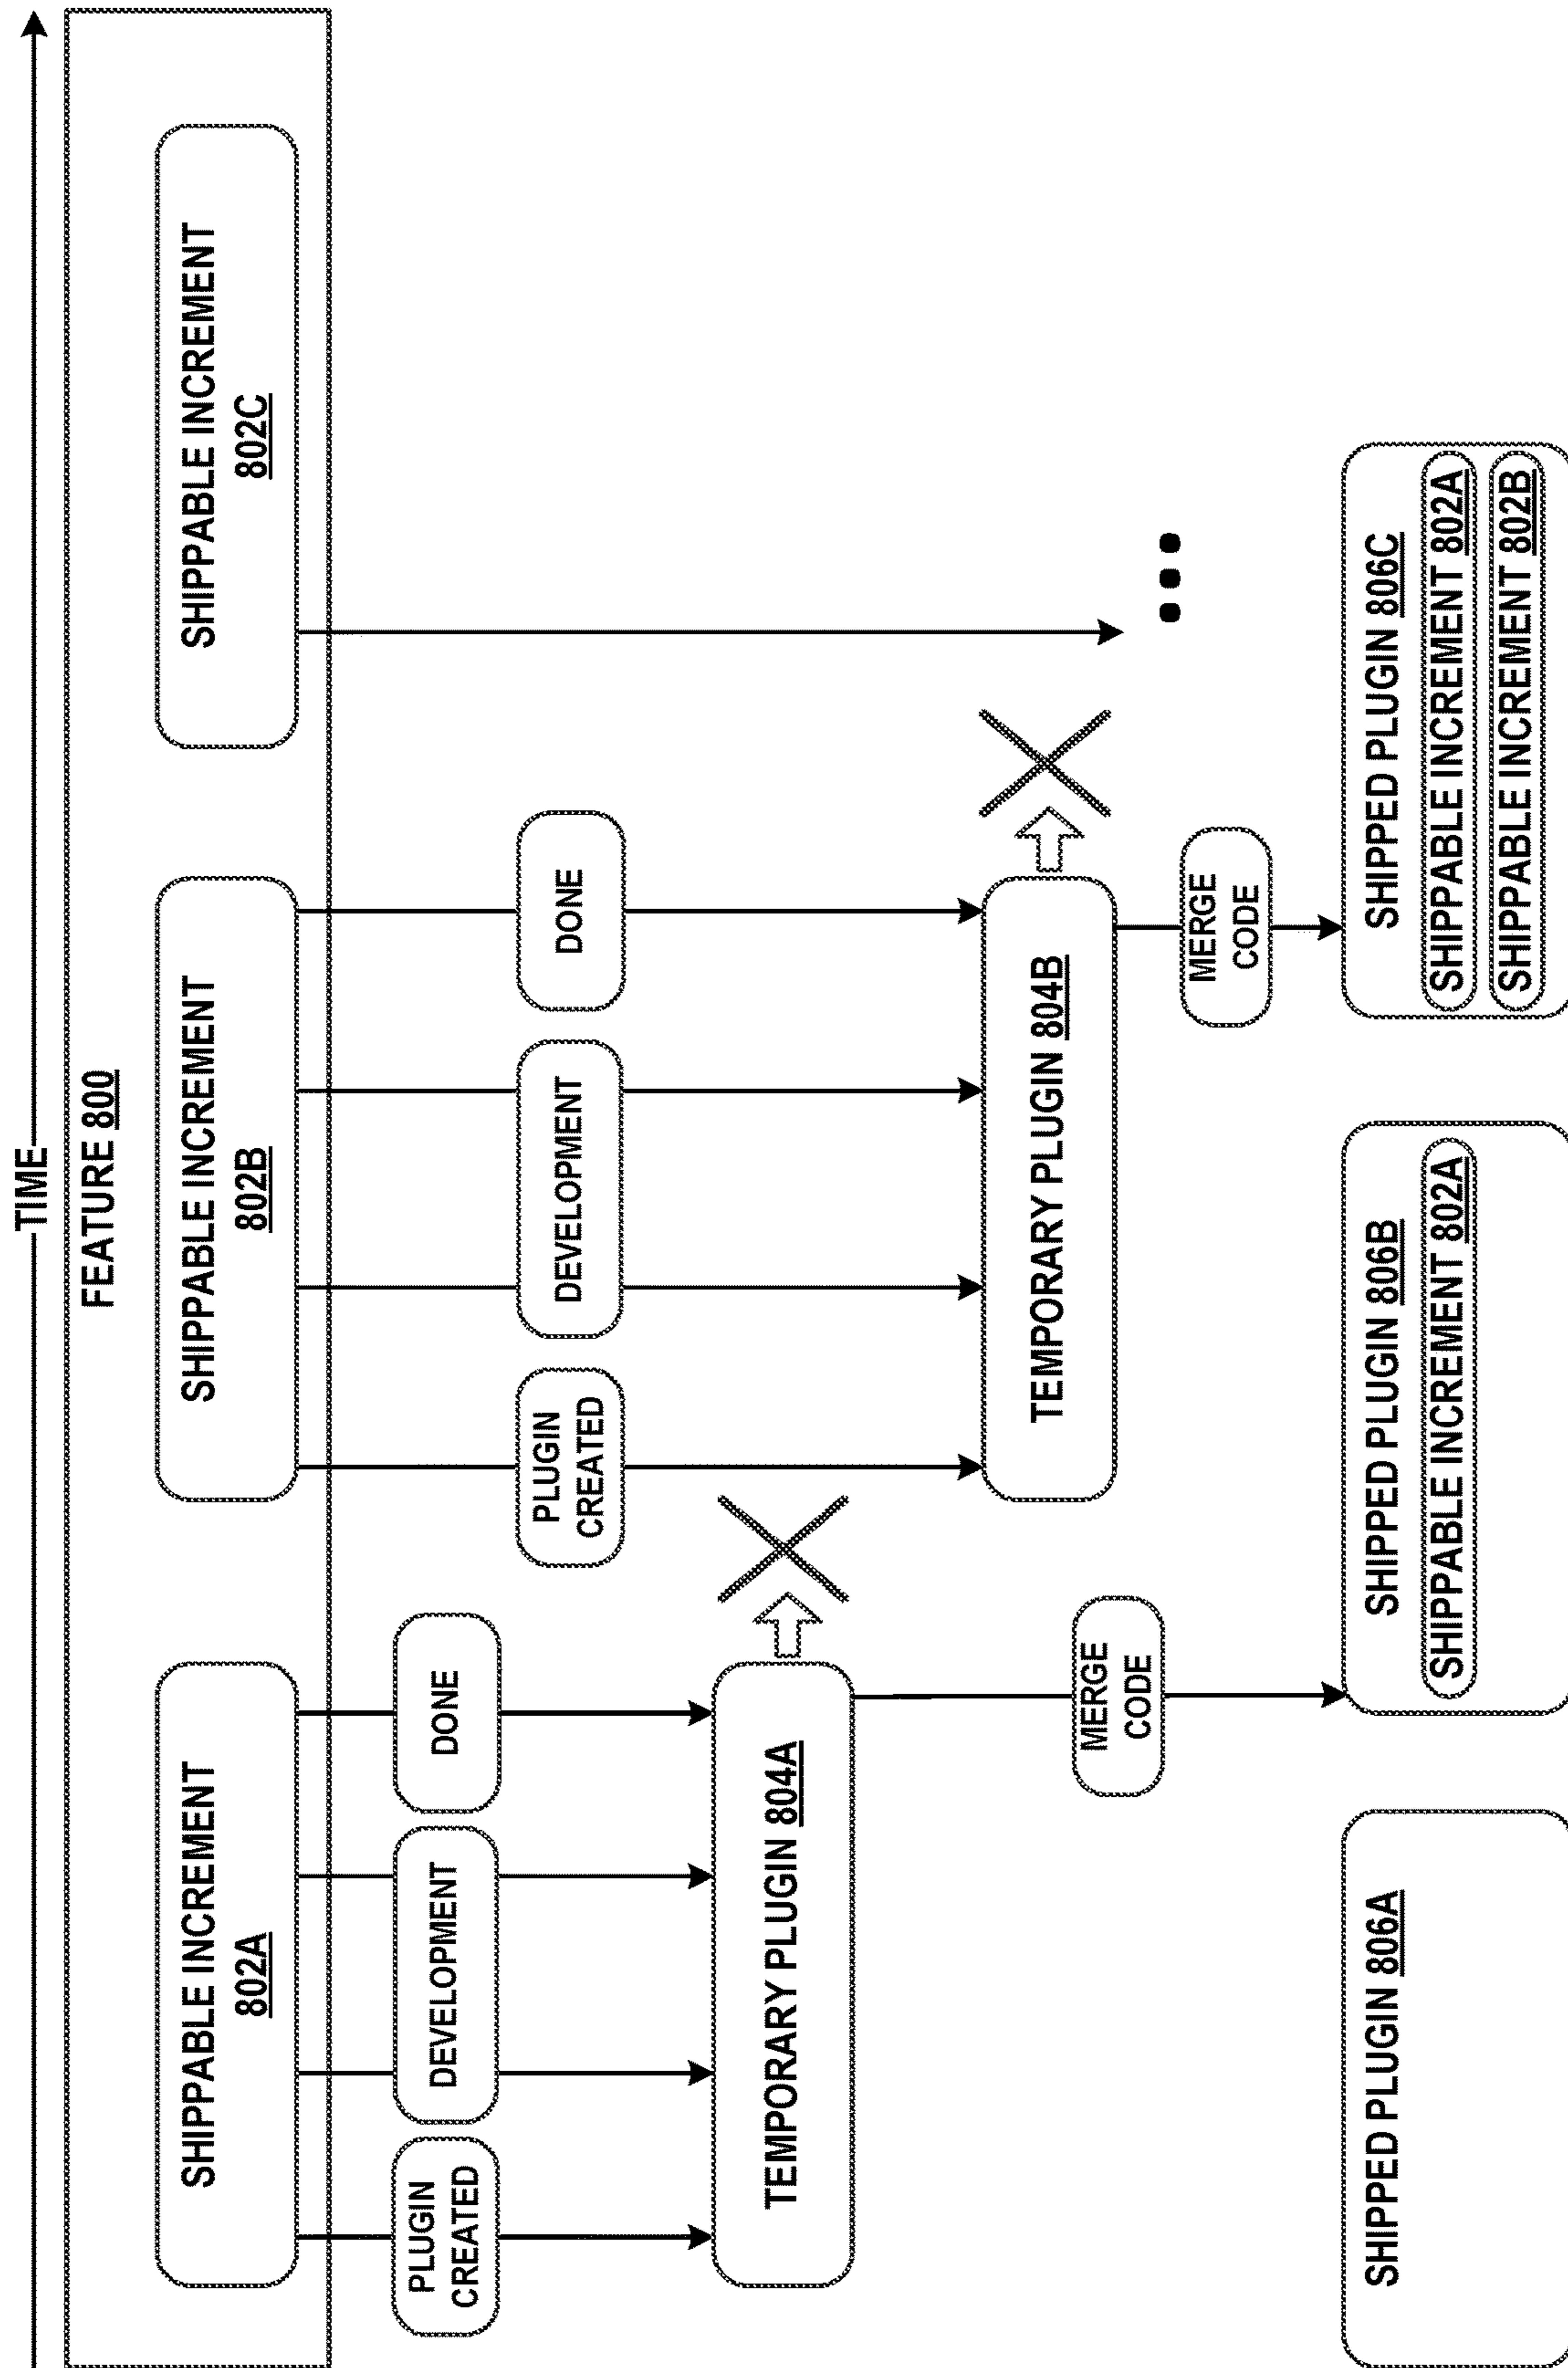 TIME
FEATURE 800
SHIPPABLE INCREMENT
802A
SHIPPABLE INCREMENT
802B
SHIPPABLE INCREMENT
802C
PLUGIN
CREATED
DEVELOPMENT
DONE
PLUGIN
CREATED
DEVELOPMENT
DONE
TEMPORARY PLUGIN 804A
TEMPORARY PLUGIN 804B
MERGE
CODE
MERGE
CODE
SHIPPED PLUGIN 806A
SHIPPED PLUGIN 806B
SHIPPABLE INCREMENT 802A
SHIPPED PLUGIN 806C
SHIPPABLE INCREMENT 802A
SHIPPABLE INCREMENT 802B